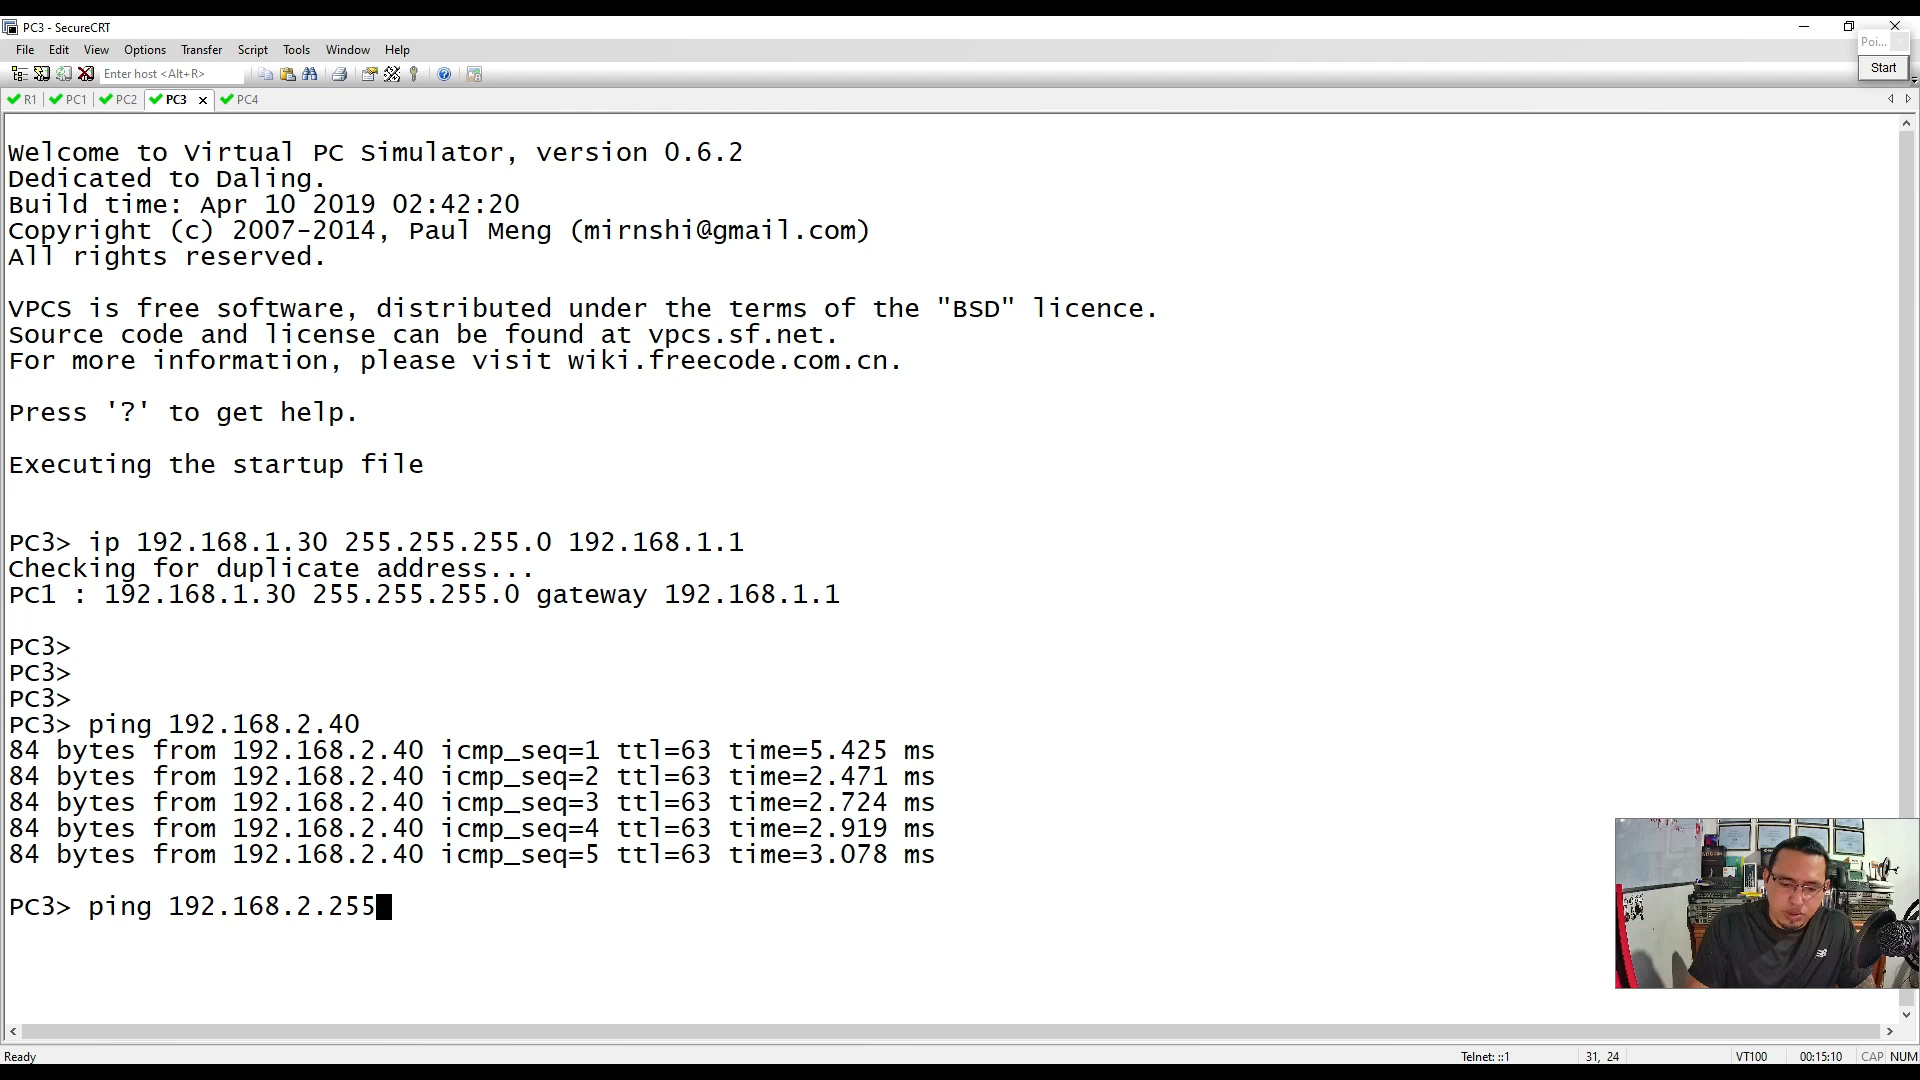 PC3 - SecureCRT
File Edit View Options Transfer Script Tools Window Help
Poi...
Start
Enter host <Alt+R>
R1 PC1 PC2 PC3 PC4
Welcome to Virtual PC Simulator, version 0.6.2
Dedicated to Daling.
Build time: Apr 10 2019 02:42:20
Copyright (c) 2007-2014, Paul Meng (mirnshi@gmail.com)
All rights reserved.
VPCS is free software, distributed under the terms of the "BSD" licence.
Source code and license can be found at vpcs.sf.net.
For more information, please visit wiki.freecode.com.cn.
Press '?' to get help.
Executing the startup file
PC3> ip 192.168.1.30 255.255.255.0 192.168.1.1
Checking for duplicate address...
PC1 : 192.168.1.30 255.255.255.0 gateway 192.168.1.1
PC3>
PC3>
PC3>
PC3> ping 192.168.2.40
84 bytes from 192.168.2.40 icmp_seq=1 ttl=63 time=5.425 ms
84 bytes from 192.168.2.40 icmp_seq=2 ttl=63 time=2.471 ms
84 bytes from 192.168.2.40 icmp_seq=3 ttl=63 time=2.724 ms
84 bytes from 192.168.2.40 icmp_seq=4 ttl=63 time=2.919 ms
84 bytes from 192.168.2.40 icmp_seq=5 ttl=63 time=3.078 ms
PC3> ping 192.168.2.255
Ready Telnet: ::1 31, 24 VT100 00:15:10 CAP NUM